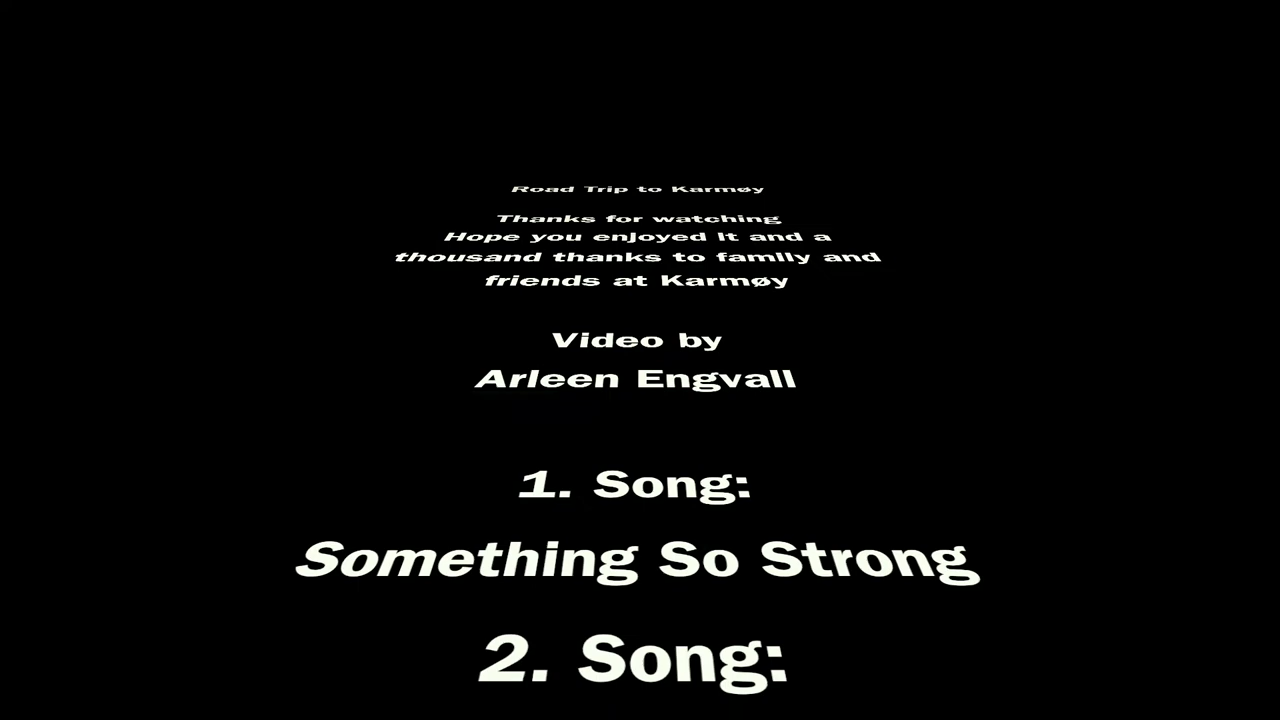 Road Trip to Karmøy
Thanks for watching
Hope you enjoyed it and a
thousand thanks to family and
friends at Karmøy
Video by
Arleen Engvall
1. Song:
Something So Strong
2. Song: